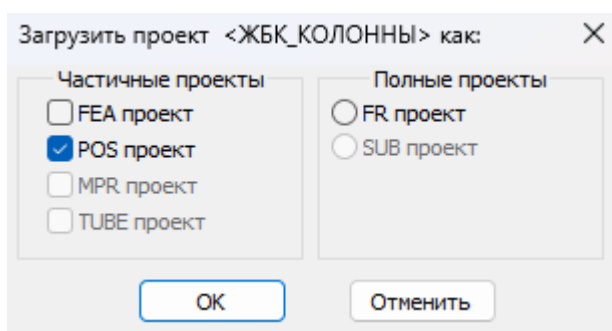 Загрузить проект <ЖБК_КОЛОННЫ> как:
Частичные проекты
FEA проект
POS проект
MPR проект
TUBE проект
Полные проекты
FR проект
SUB проект
OK
Отменить